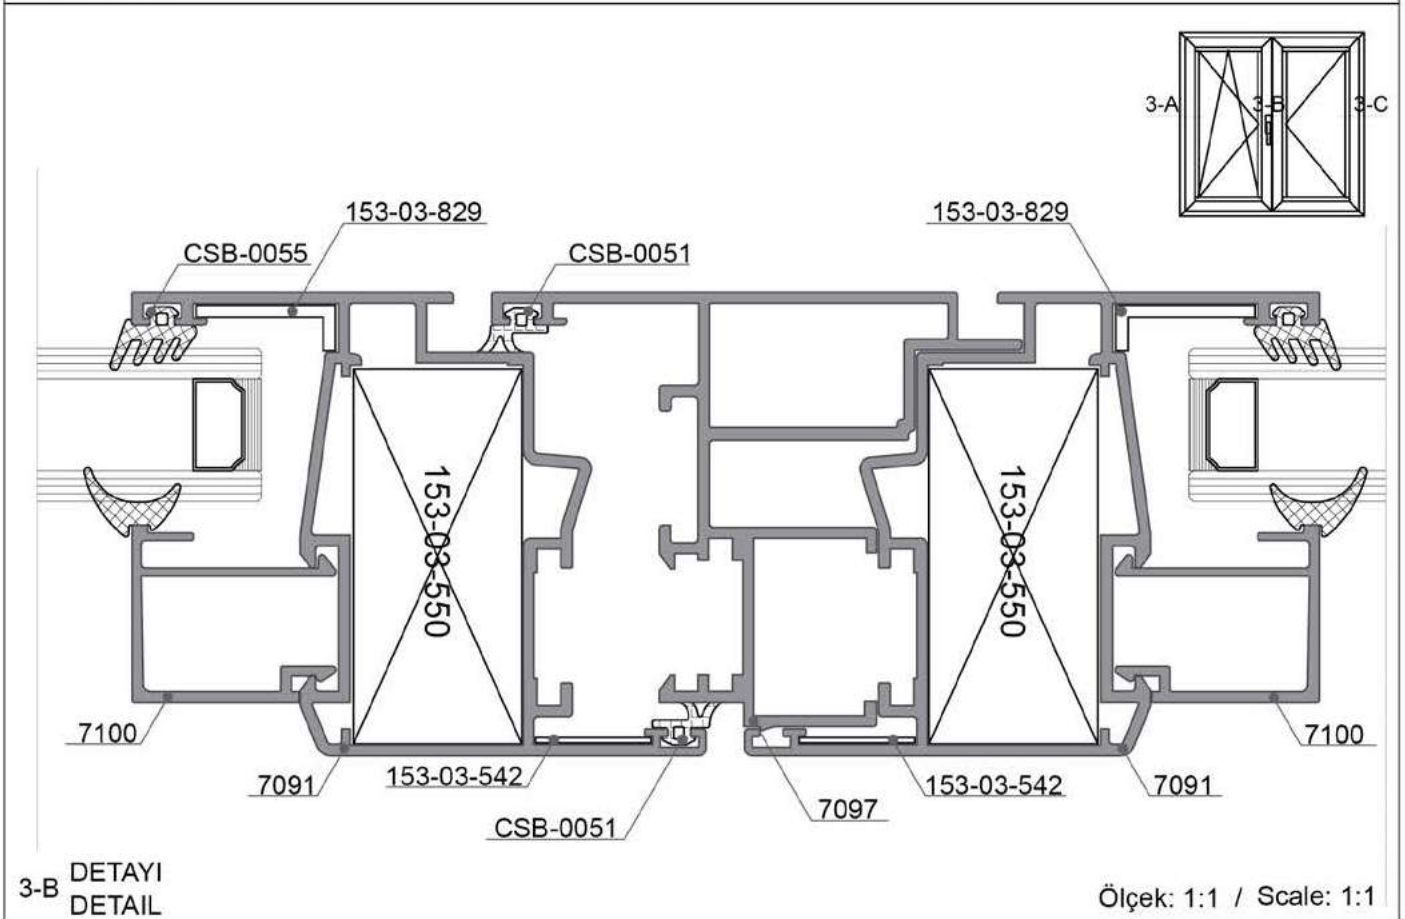 3-A 3-B 3-C
153-03-829 153-03-829
CSB-0055 CSB-0051
153-03-550 153-03-550
7100 7100
7091 153-03-542 153-03-542 7091
7097
CSB-0051
3-B DETAYI
DETAIL
Ölçek: 1:1 / Scale: 1:1